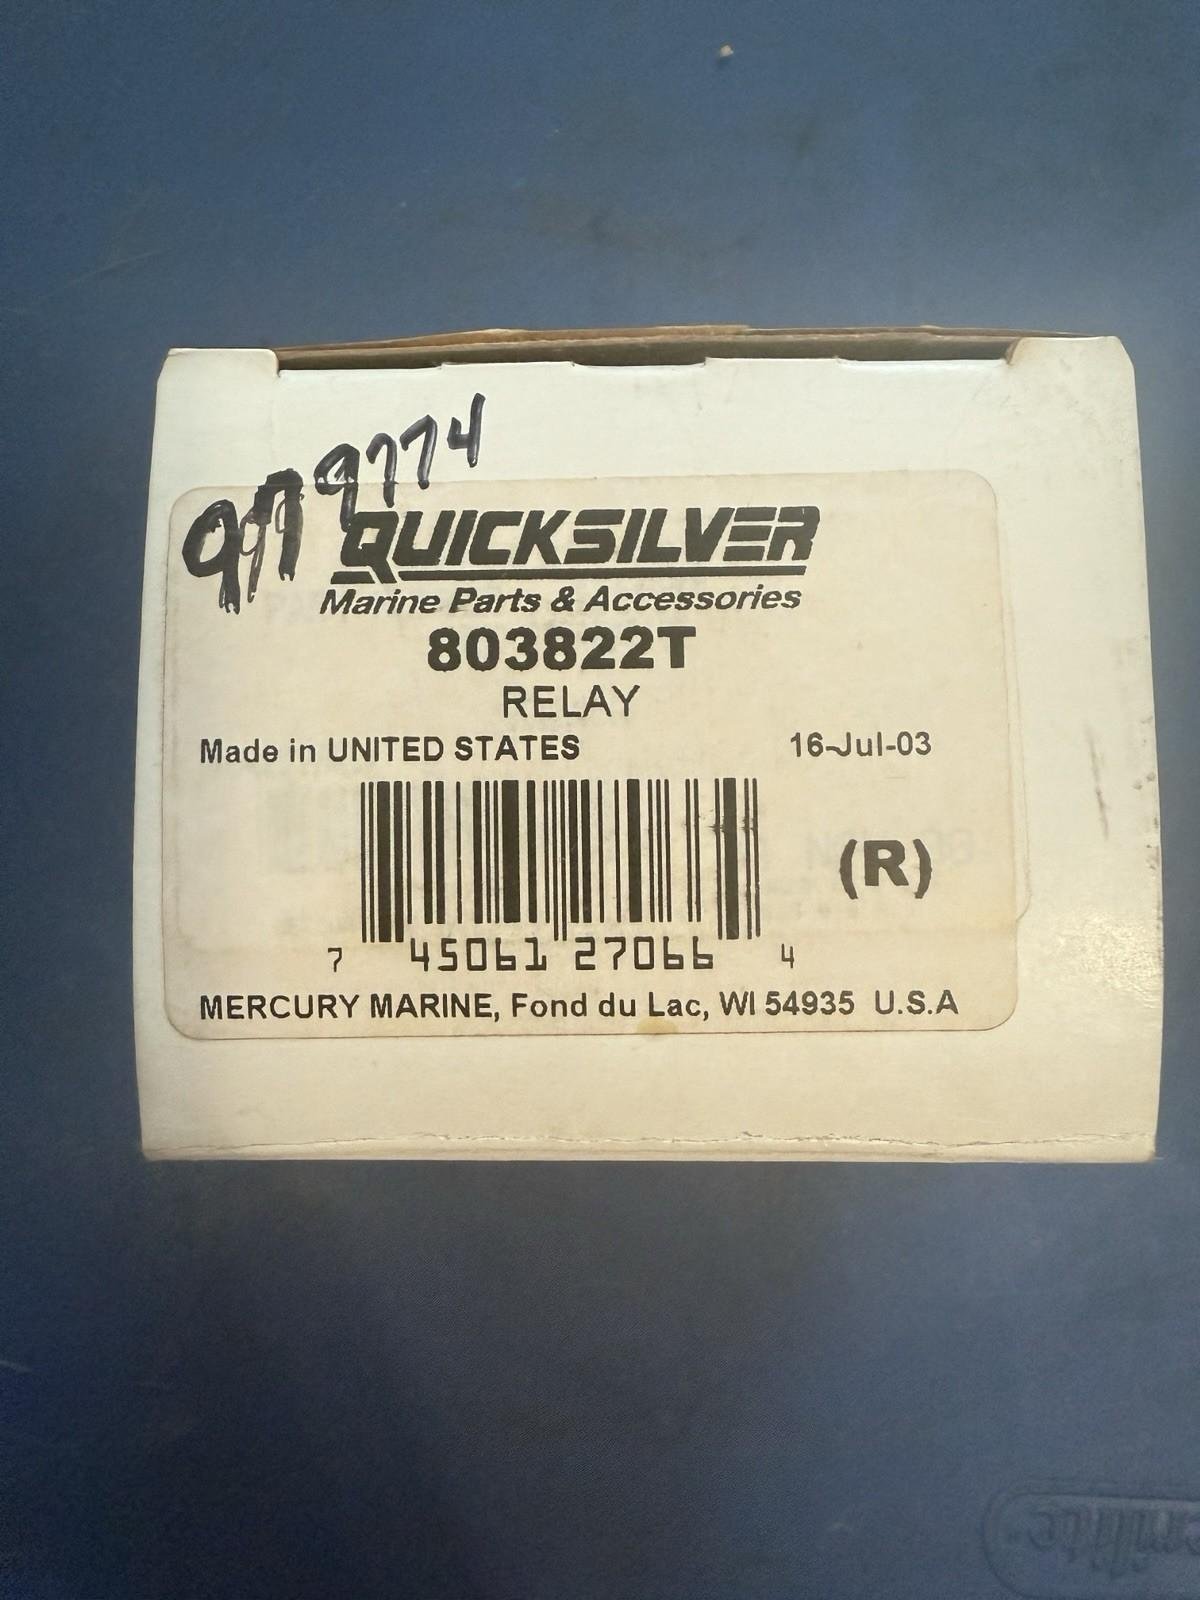 9774
QUICKSILVER
Marine Parts & Accessories
803822T
RELAY
Made in UNITED STATES 16-Jul-03
(R)
7 45061 27066 4
MERCURY MARINE, Fond du Lac, WI 54935 U.S.A